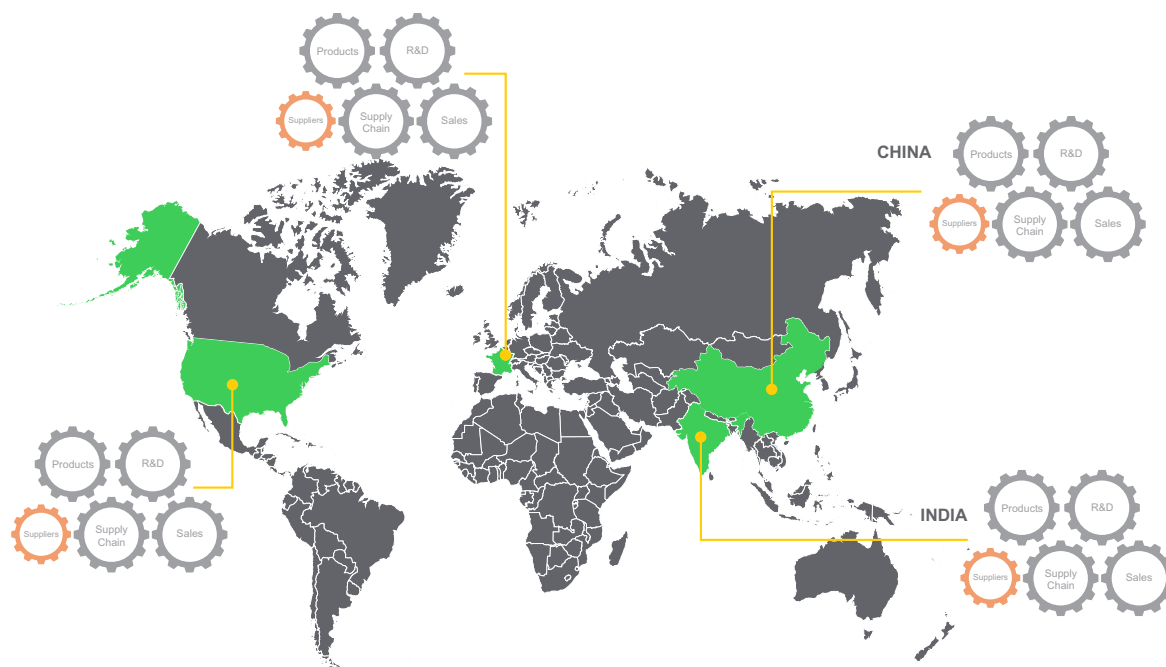 Products
R&D
Suppliers
Supply
Chain
Sales
CHINA
Products
R&D
Suppliers
Supply
Chain
Sales
Products
R&D
Suppliers
Supply
Chain
Sales
INDIA
Products
R&D
Suppliers
Supply
Chain
Sales